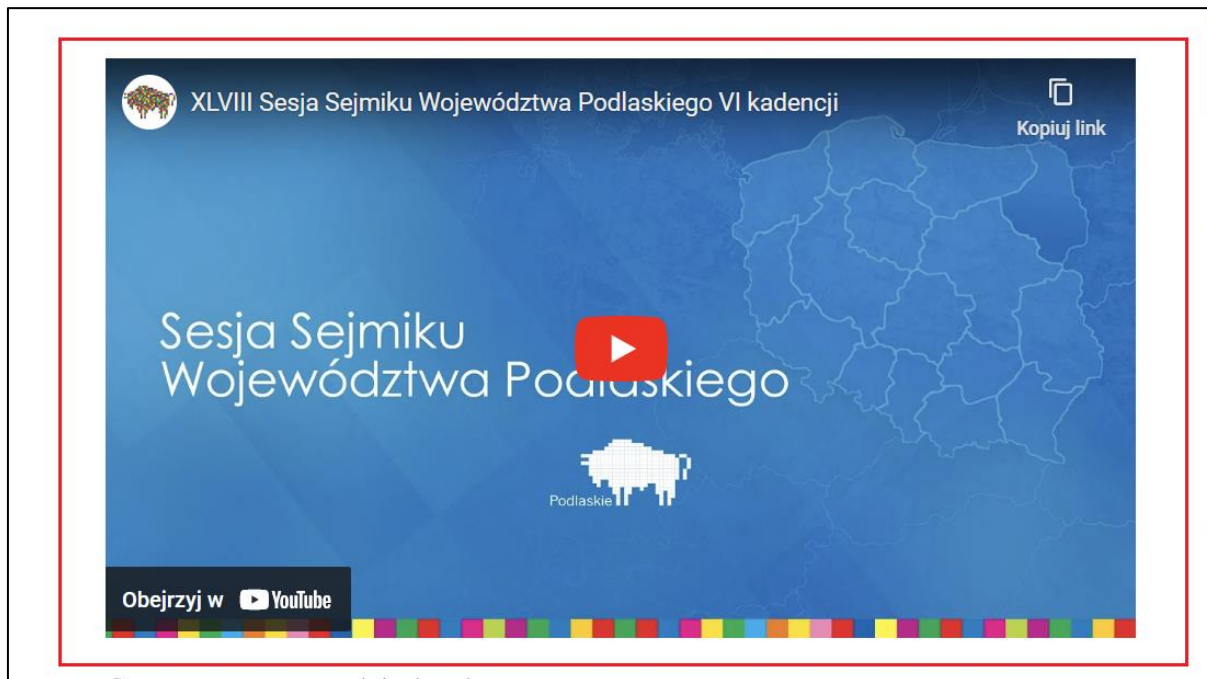 XLVIII Sesja Sejmiku Województwa Podlaskiego VI kadencji
Kopiuj link
Sesja Sejmiku
Województwa Podlaskiego
Podlaskie
Obejrzyj w YouTube